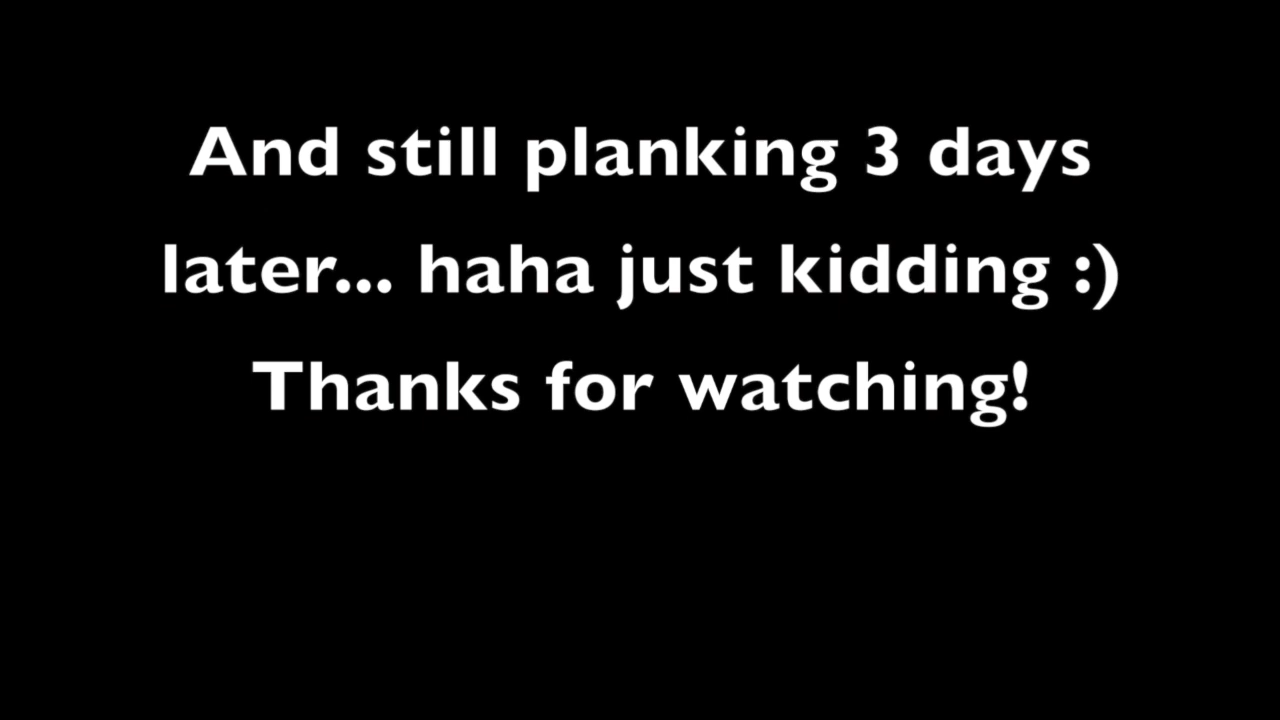 And still planking 3 days
later... haha just kidding :)
Thanks for watching!